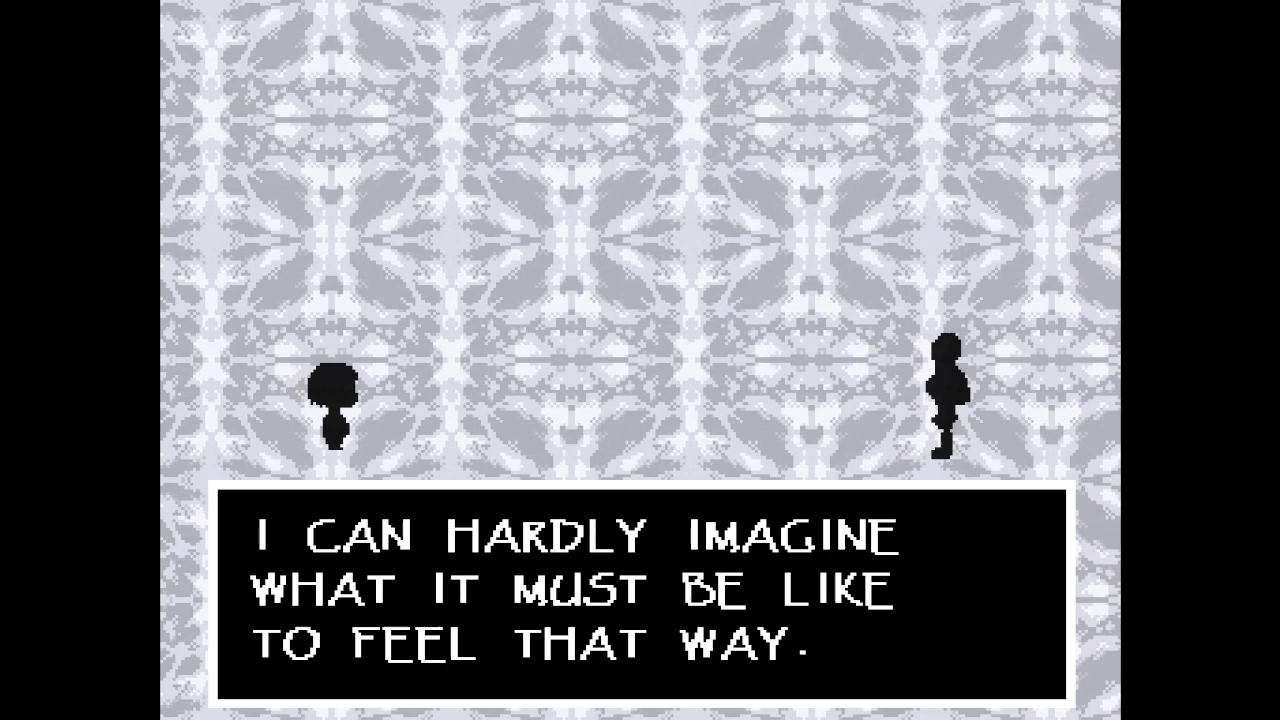 I CAN HARDLY IMAGINE
WHAT IT MUST BE LIKE
TO FEEL THAT WAY.